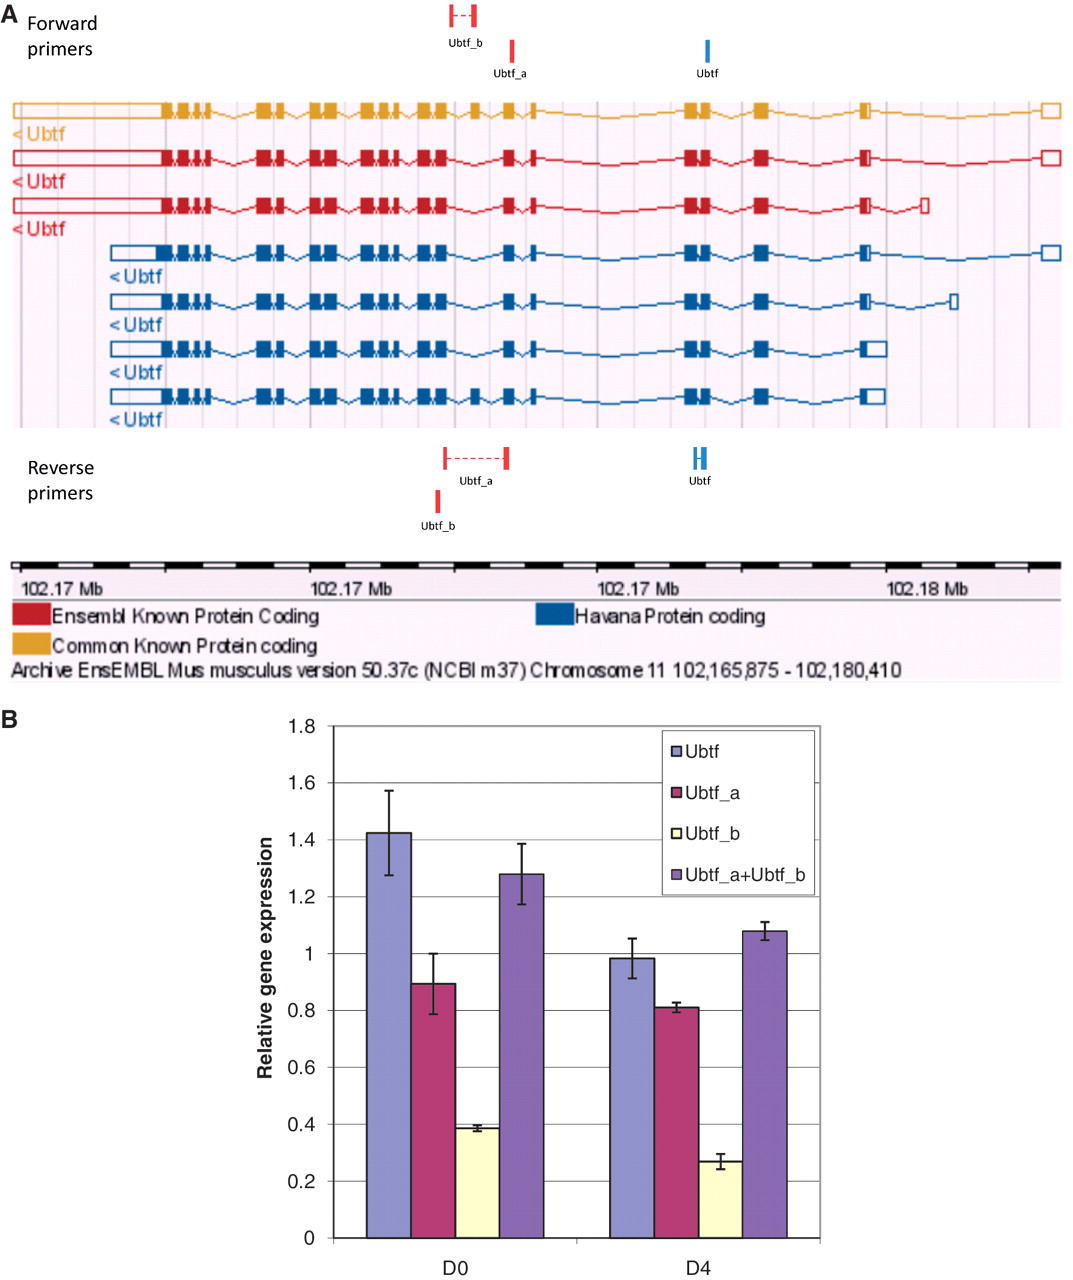 A
Forward
primers
Ubtf_b
Ubtf_a
Ubtf
< Ubtf
< Ubtf
< Ubtf
< Ubtf
< Ubtf
< Ubtf
< Ubtf
Reverse
primers
Ubtf_a
Ubtf
Ubtf_b
102.17 Mb 102.17 Mb 102.17 Mb 102.18 Mb
Ensembl Known Protein Coding Havana Protein coding
Common Known Protein coding
Archive EnsEMBL Mus musculus version 50.37c (NCBI m37) Chromosome 11 102,165,875 - 102,180,410
B
1.8
1.6
1.4
1.2
1
0.8
0.6
0.4
0.2
0
Relative gene expression
Ubtf
Ubtf_a
Ubtf_b
Ubtf_a+Ubtf_b
D0 D4